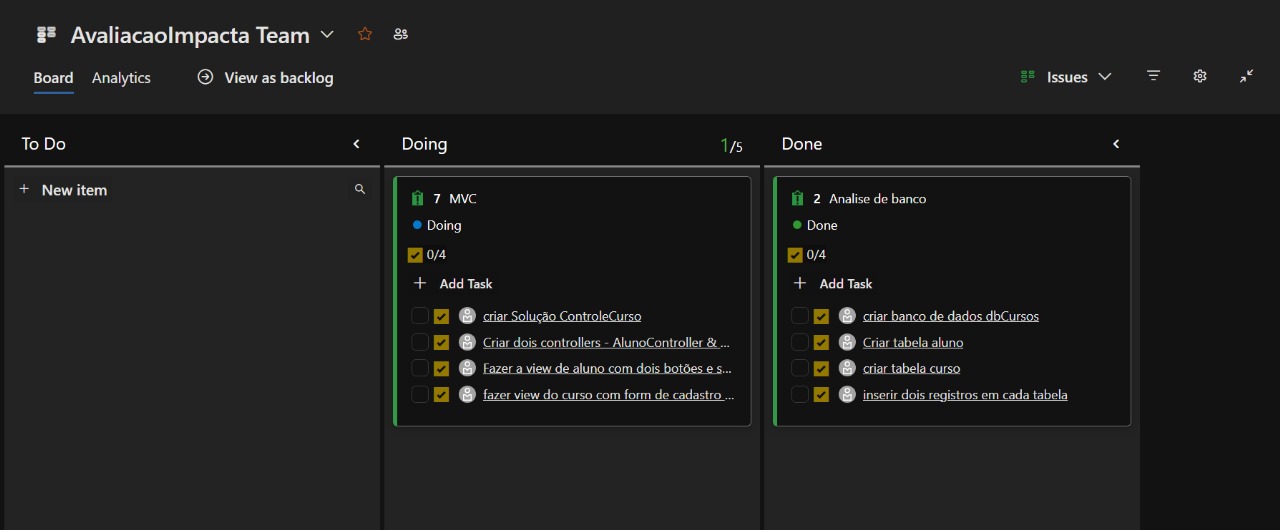 AvaliacaoImpacta Team
Board Analytics View as backlog Issues
To Do
New item
Doing 1/5
7 MVC
Doing
0/4
Add Task
criar Solução ControleCurso
Criar dois controllers - AlunoController & ...
Fazer a view de aluno com dois botões e s...
fazer view do curso com form de cadastro ...
Done
2 Analise de banco
Done
0/4
Add Task
criar banco de dados dbCursos
Criar tabela aluno
criar tabela curso
inserir dois registros em cada tabela